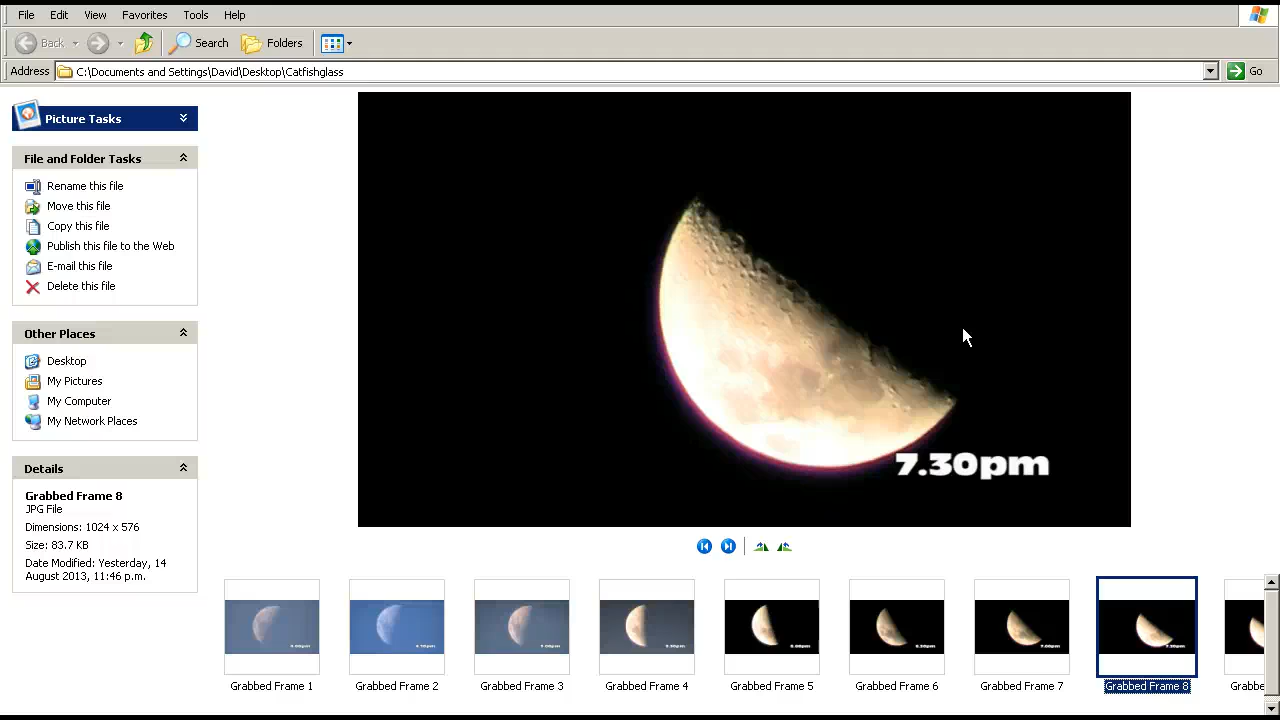 File Edit View Favorites Tools Help
Back Search Folders
Address C:\Documents and Settings\David\Desktop\Catfishglass Go
Picture Tasks
File and Folder Tasks
Rename this file
Move this file
Copy this file
Publish this file to the Web
E-mail this file
Delete this file
Other Places
Desktop
My Pictures
My Computer
My Network Places
Details
Grabbed Frame 8
JPG File
Dimensions: 1024 x 576
Size: 83.7 KB
Date Modified: Yesterday, 14
August 2013, 11:46 p.m.
7.30pm
Grabbed Frame 1 Grabbed Frame 2 Grabbed Frame 3 Grabbed Frame 4 Grabbed Frame 5 Grabbed Frame 6 Grabbed Frame 7 Grabbed Frame 8